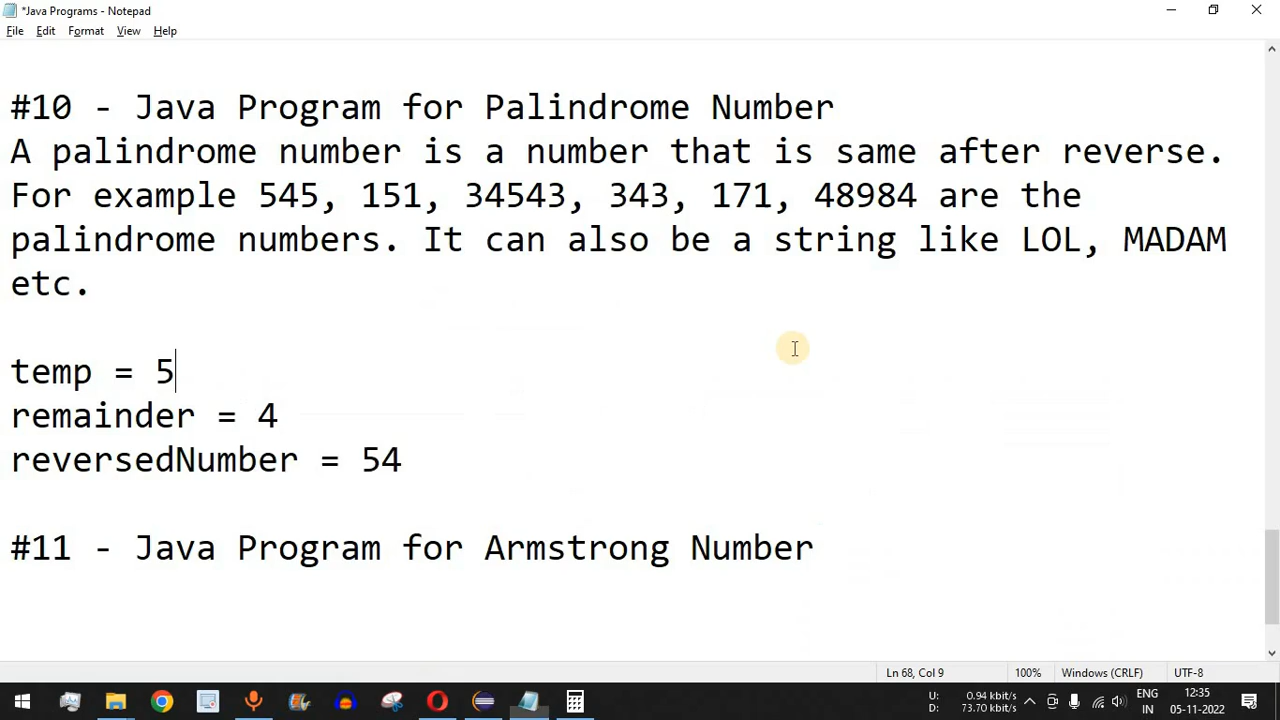 *Java Programs - Notepad
File Edit Format View Help
#10 - Java Program for Palindrome Number
A palindrome number is a number that is same after reverse.
For example 545, 151, 34543, 343, 171, 48984 are the
palindrome numbers. It can also be a string like LOL, MADAM
etc.
temp = 5
remainder = 4
reversedNumber = 54
#11 - Java Program for Armstrong Number
Ln 68, Col 9 100% Windows (CRLF) UTF-8
U: 0.94 kbit/s ENG 12:35
D: 73.70 kbit/s IN 05-11-2022